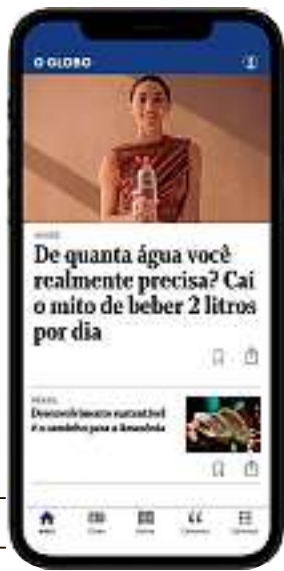 O GLOBO
De quanta água você
realmente precisa? Cai
o mito de beber 2 litros
por dia
Desenvolvimento sustentável
é o caminho para a Amazônia